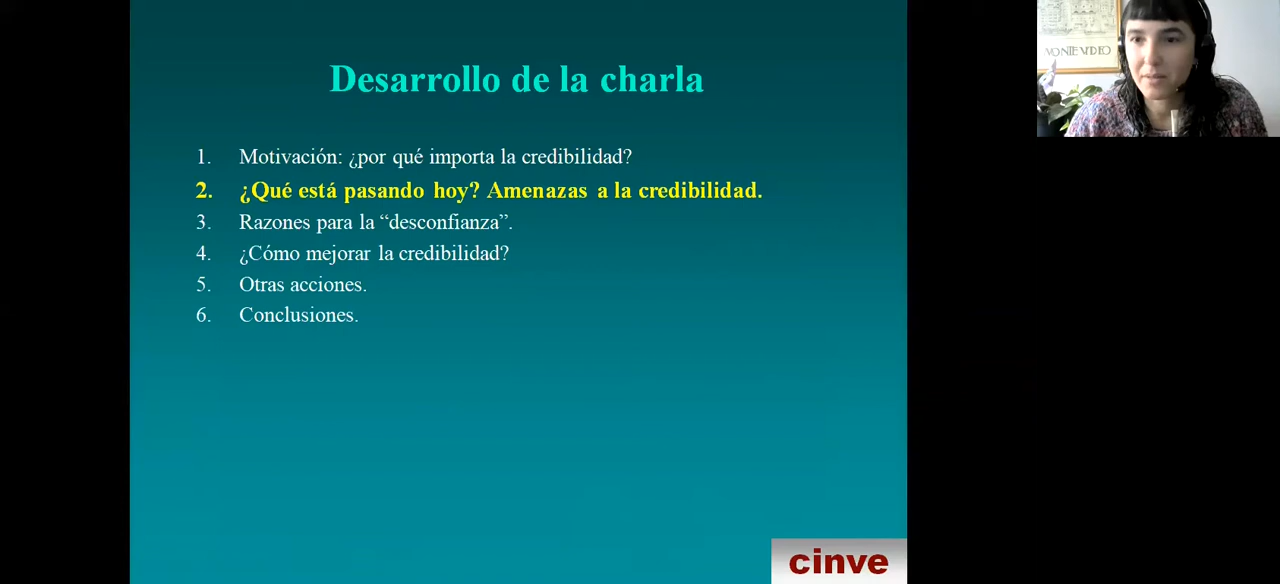 Desarrollo de la charla
1. Motivación: ¿por qué importa la credibilidad?
2. ¿Qué está pasando hoy? Amenazas a la credibilidad.
3. Razones para la “desconfianza”.
4. ¿Cómo mejorar la credibilidad?
5. Otras acciones.
6. Conclusiones.
cinve
MONTEVIDEO